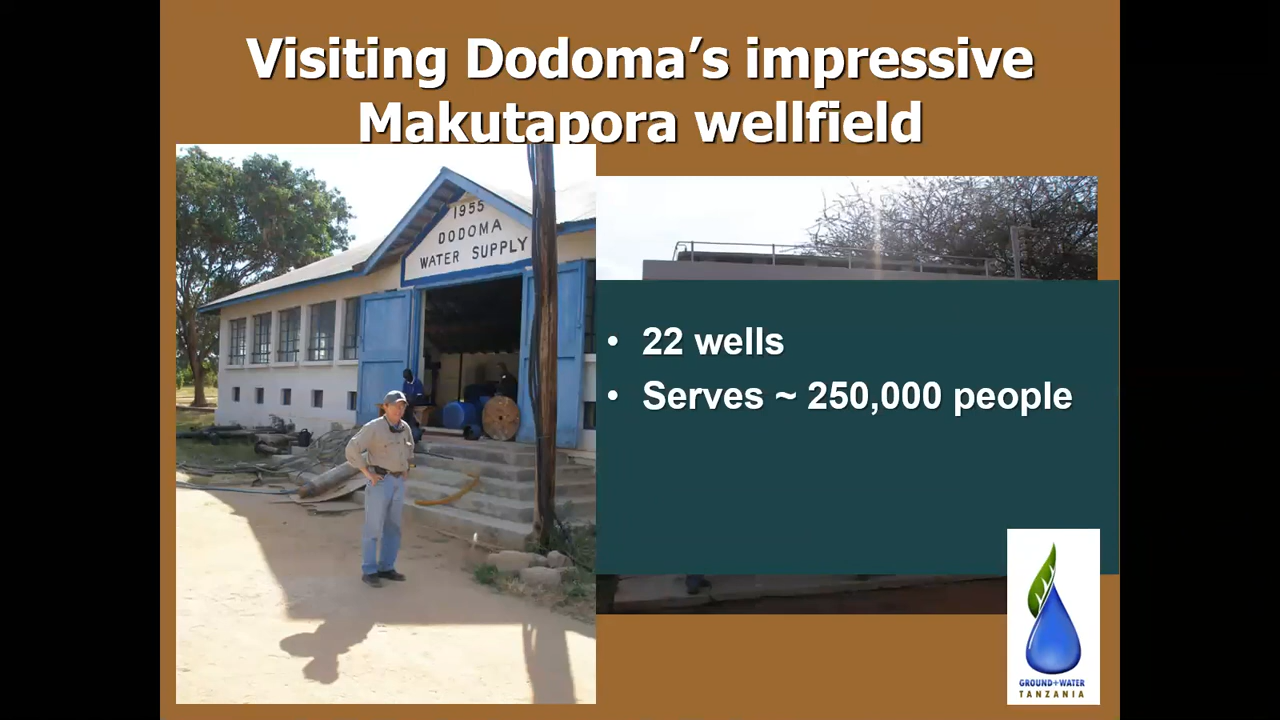 Visiting Dodoma’s impressive
Makutapora wellfield
1955
DODOMA
WATER SUPPLY
• 22 wells
• Serves ~ 250,000 people
GROUND+WATER
TANZANIA